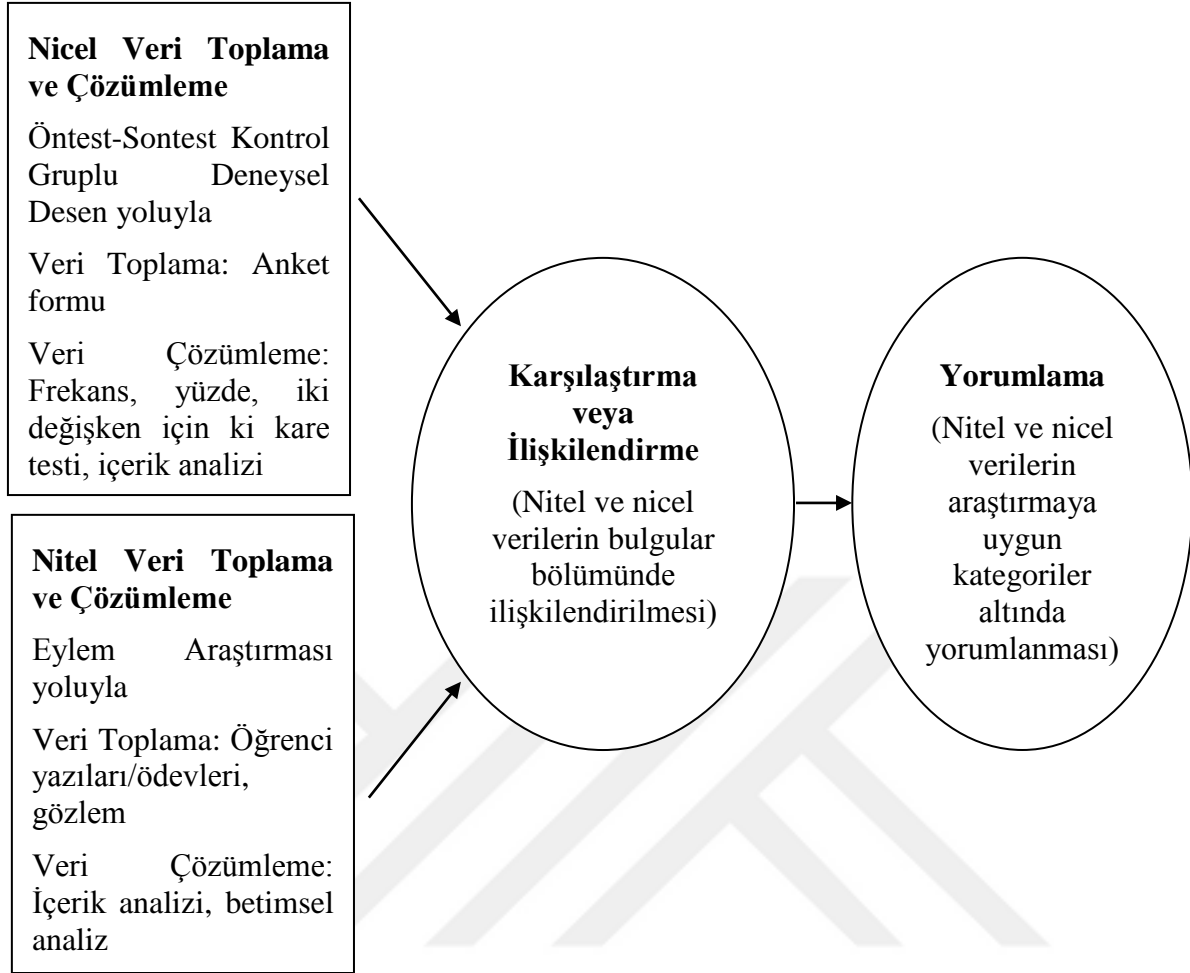 Nicel Veri Toplama
ve Çözümleme
Öntest-Sontest Kontrol
Gruplu Deneysel
Desen yoluyla
Veri Toplama: Anket
formu
Veri Çözümleme:
Frekans, yüzde, iki
değişken için ki kare
testi, içerik analizi
Nitel Veri Toplama
ve Çözümleme
Eylem Araştırması
yoluyla
Veri Toplama: Öğrenci
yazıları/ödevleri,
gözlem
Veri Çözümleme:
İçerik analizi, betimsel
analiz
Karşılaştırma
veya
İlişkilendirme
(Nitel ve nicel
verilerin bulgular
bölümünde
ilişkilendirilmesi)
Yorumlama
(Nitel ve nicel
verilerin
araştırmaya
uygun
kategoriler
altında
yorumlanması)